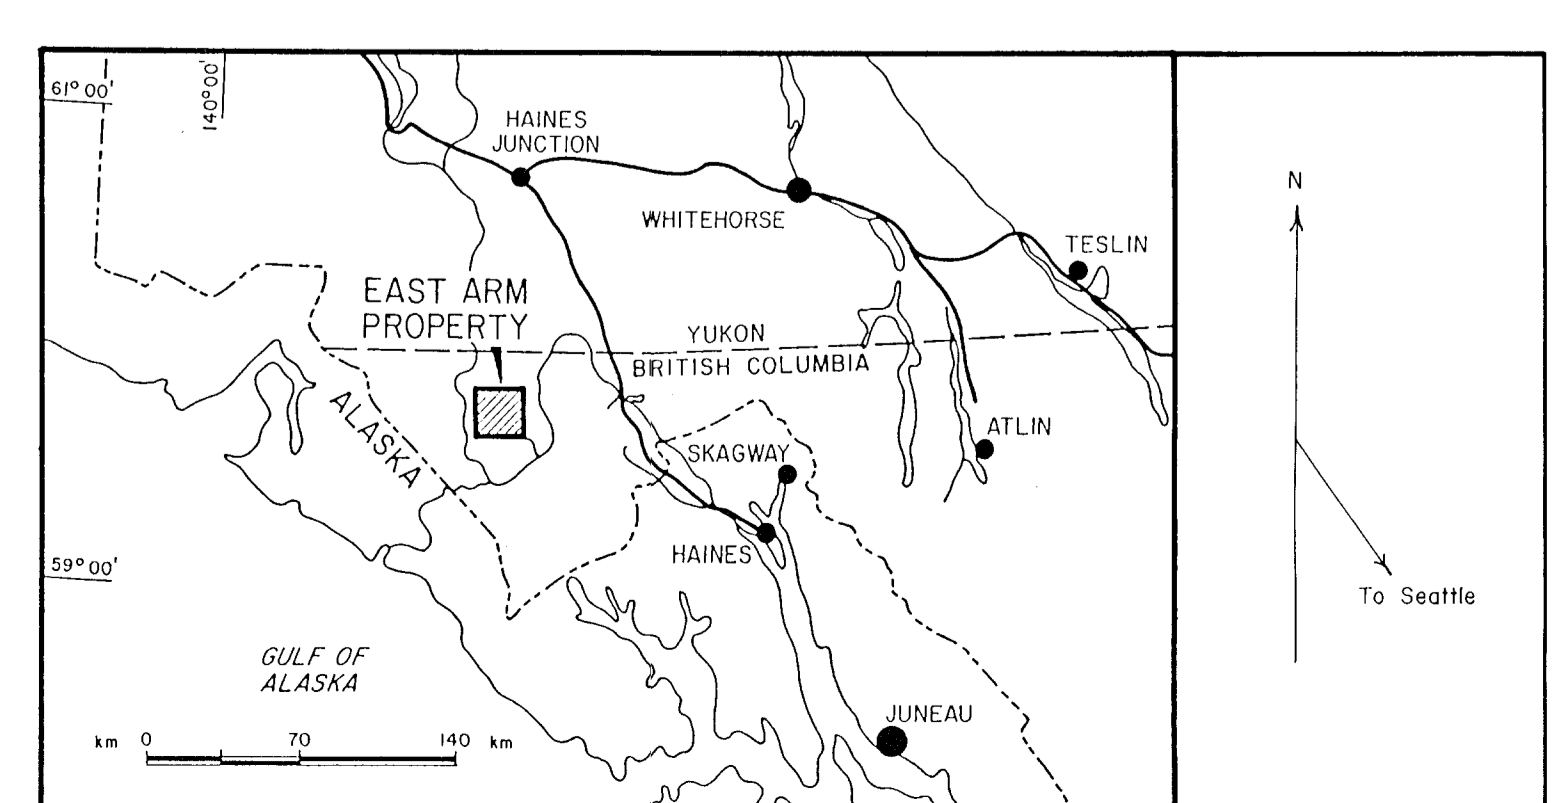 61° 00'
140° 00'
HAINES
JUNCTION
WHITEHORSE
TESLIN
N
EAST ARM
PROPERTY
YUKON
BRITISH COLUMBIA
ALASKA
SKAGWAY
ATLIN
HAINES
59° 00'
To Seattle
GULF OF
ALASKA
JUNEAU
km 0 70 140 km